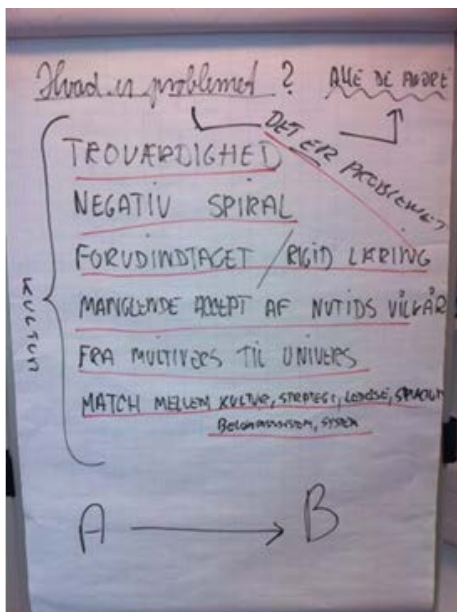 Hvad er problemet? ALLE DE ANDRE
DET ER PROBLEMET
TROVÆRDIGHED
NEGATIV SPIRAL
FORUDINDTAGET / RIGID LÆRING
MANGLENDE ACCEPT AF NUTIDS VILKÅR
FRA MULTIVERS TIL UNIVERS
MATCH MELLEM KULTUR, STRATEGI, LEDELSE,
SYSTEM
KULTUR
A → B